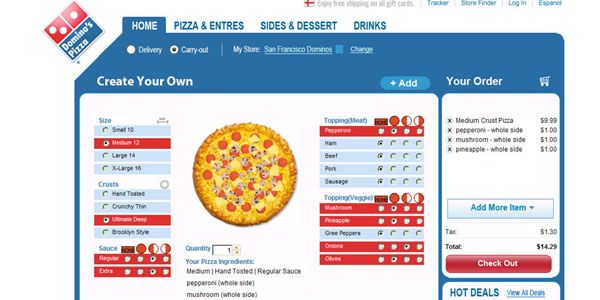 Enjoy free shipping on all gift cards. Tracker Store Finder Log In Espanol
Domino's Pizza
HOME PIZZA & ENTRES SIDES & DESSERT DRINKS
Delivery Carry-out My Store: San Francisco Dominos Change
Create Your Own
+ Add
Your Order
Size
Small 10
Medium 12
Large 14
X-Large 16
Crusts
Hand Tosted
Crunchy Thin
Ultimate Deep
Brooklyn Style
Sauce NONE
Regular
Extra
Quantity 1
Your Pizza Ingredients:
Medium | Hand Tosted | Regular Sauce
pepperoni (whole side)
mushroom (whole side)
Topping(Meat) NONE
Pepperoni
Ham
Beef
Pork
Sausage
Topping(Veggie) NONE
Mushroom
Pineapple
Gree Peppers
Onions
Olives
X Medium Crust Pizza $9.99
X pepperoni - whole side $1.00
X mushroom - whole side $1.00
X pineapple - whole side $1.00
Add More Item
Tax: $1.30
Total: $14.29
Check Out
HOT DEALS View All Deals